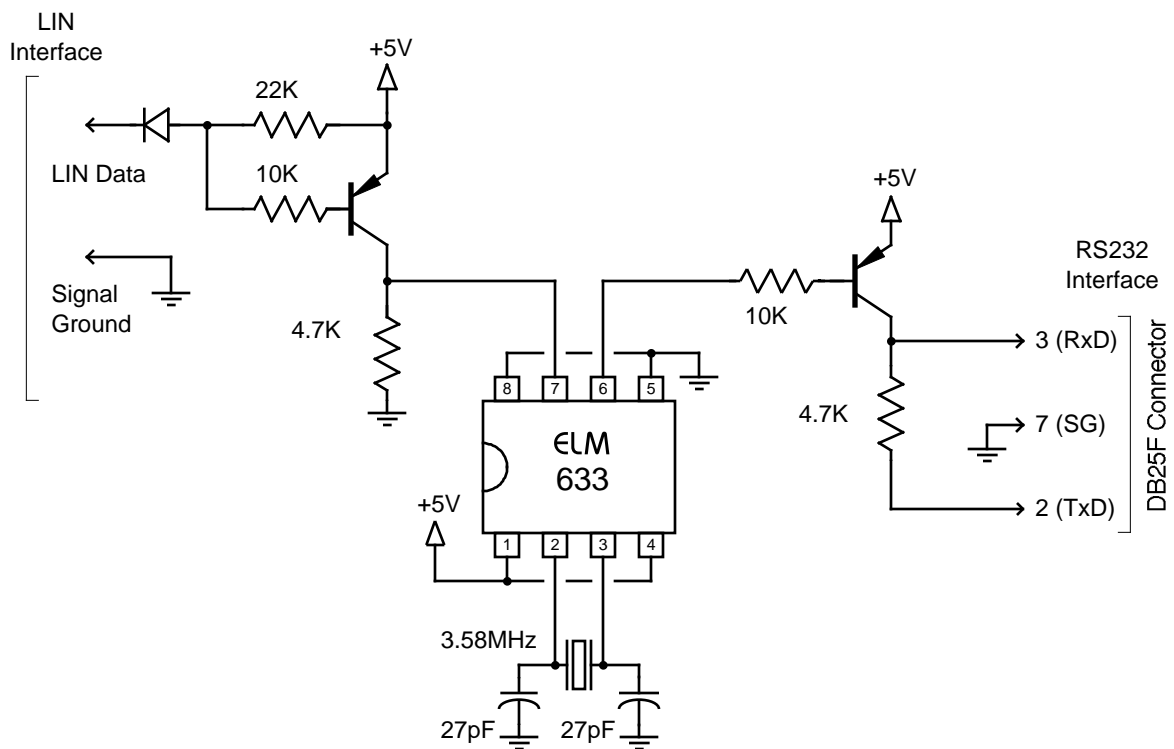 LIN
Interface
+5V
22K
LIN Data
10K
+5V
Signal
Ground
RS232
Interface
10K
4.7K
3 (RxD)
8
7
6
5
4.7K
7 (SG)
DB25F Connector
ELM
633
+5V
2 (TxD)
1
2
3
4
3.58MHz
27pF
27pF